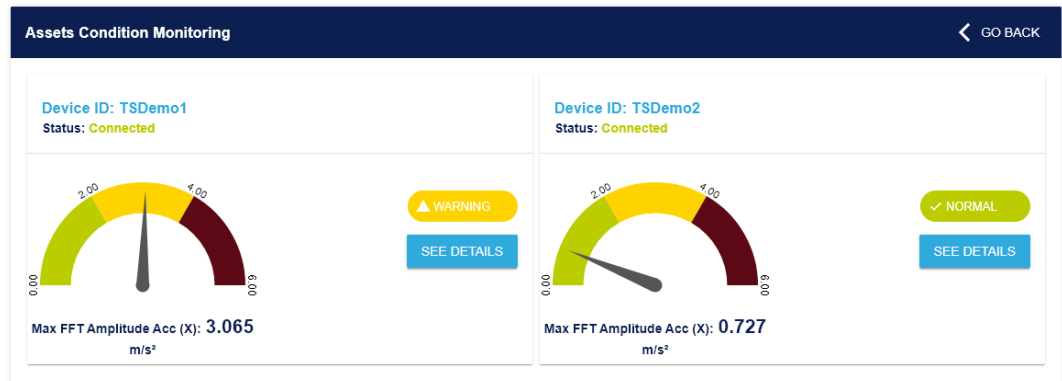 Assets Condition Monitoring
GO BACK
Device ID: TSDemo1
Status: Connected
2.00
4.00
0.00
6.00
WARNING
SEE DETAILS
Max FFT Amplitude Acc (X): 3.065
m/s²
Device ID: TSDemo2
Status: Connected
2.00
4.00
0.00
6.00
NORMAL
SEE DETAILS
Max FFT Amplitude Acc (X): 0.727
m/s²